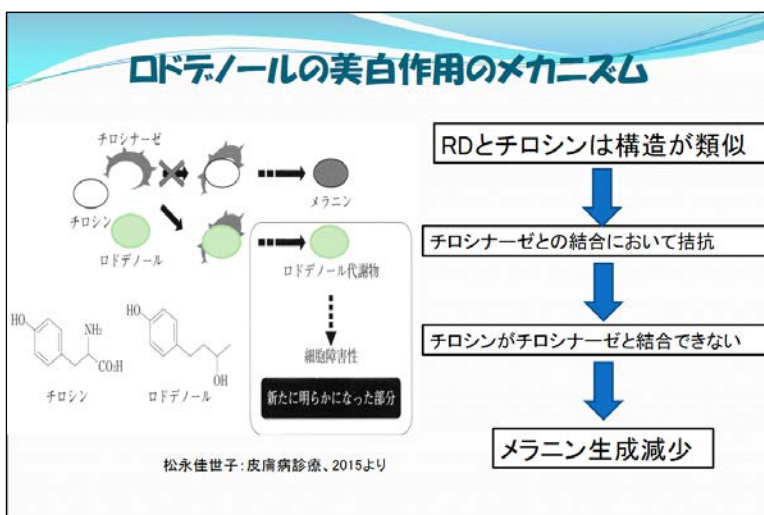 ロドデノールの美白作用のメカニズム
チロシナーゼ
チロシン
メラニン
ロドデノール
ロドデノール代謝物
細胞障害性
新たに明らかになった部分
HO
NH₂
CO₂H
チロシン
HO
OH
ロドデノール
松永佳世子：皮膚病診療、2015より
RDとチロシンは構造が類似
チロシナーゼとの結合において拮抗
チロシンがチロシナーゼと結合できない
メラニン生成減少